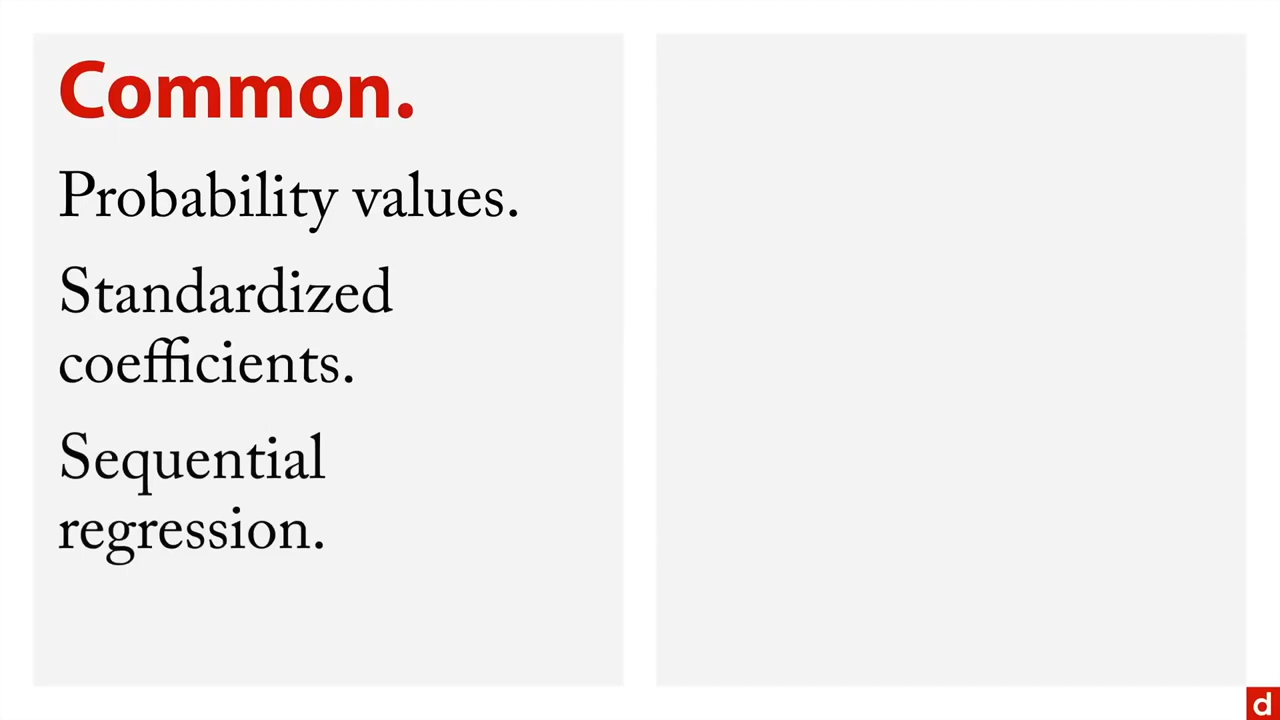 Common.
Probability values.
Standardized
coefficients.
Sequential
regression.
d